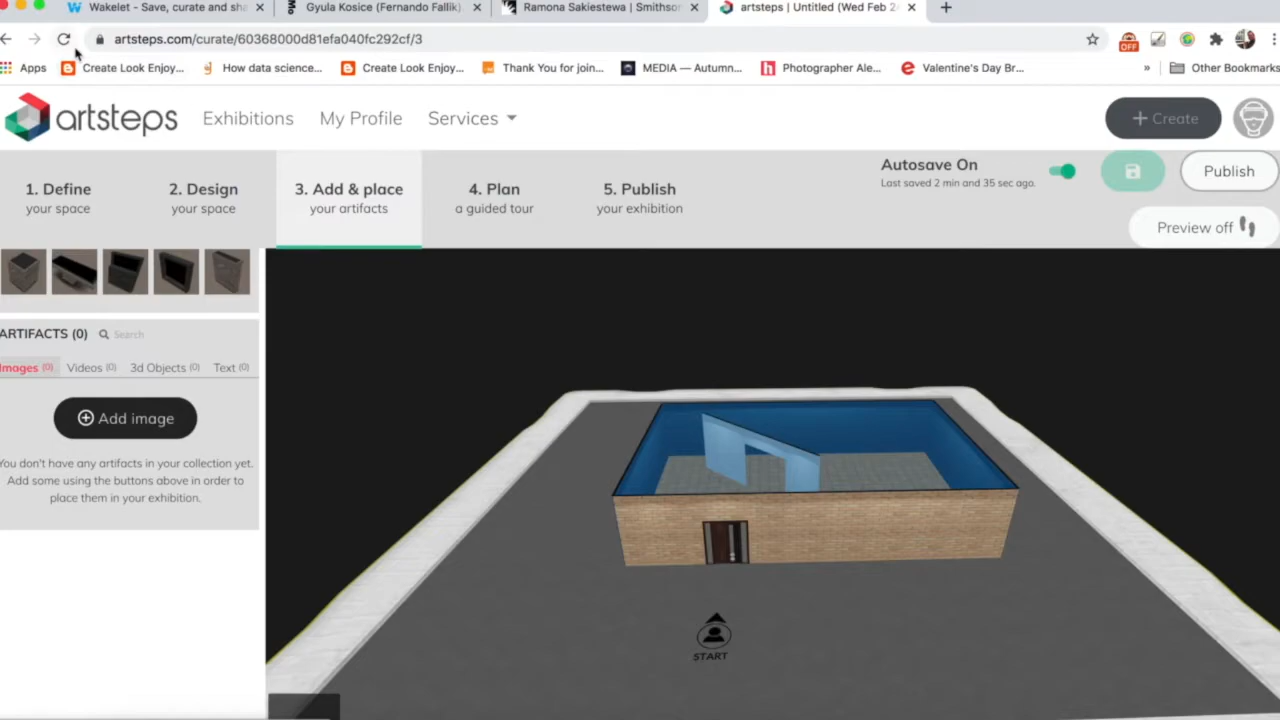 Wakelet - Save, curate and sha
Gyula Kosice (Fernando Fallik)
Ramona Sakiestewa | Smithson
artsteps | Untitled (Wed Feb 24
artsteps.com/curate/60368000d81efa040fc292cf/3
OFF
Apps
Create Look Enjoy...
How data science...
Create Look Enjoy...
Thank You for join...
MEDIA — Autumn...
Photographer Ale...
Valentine's Day Br...
»
Other Bookmarks
artsteps
Exhibitions
My Profile
Services
+ Create
1. Define
your space
2. Design
your space
3. Add & place
your artifacts
4. Plan
a guided tour
5. Publish
your exhibition
Autosave On
Last saved 2 min and 35 sec ago.
Publish
Preview off
ARTIFACTS (0)
Search
Images (0)
Videos (0)
3d Objects (0)
Text (0)
Add image
You don't have any artifacts in your collection yet.
Add some using the buttons above in order to
place them in your exhibition.
START